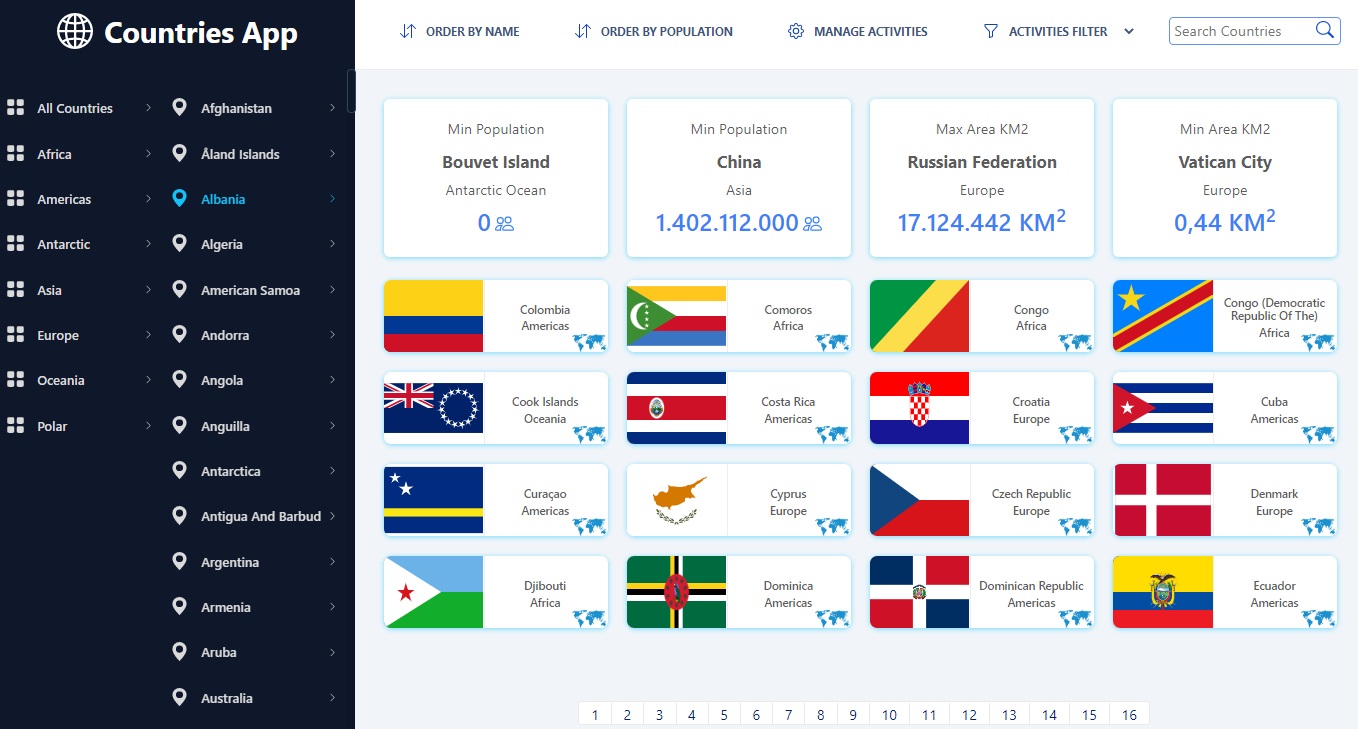 Countries App
ORDER BY NAME
ORDER BY POPULATION
MANAGE ACTIVITIES
ACTIVITIES FILTER
Search Countries
All Countries
Africa
Americas
Antarctic
Asia
Europe
Oceania
Polar
Afghanistan
Åland Islands
Albania
Algeria
American Samoa
Andorra
Angola
Anguilla
Antarctica
Antigua And Barbud
Argentina
Armenia
Aruba
Australia
Min Population
Bouvet Island
Antarctic Ocean
0
Min Population
China
Asia
1.402.112.000
Max Area KM2
Russian Federation
Europe
17.124.442 KM²
Min Area KM2
Vatican City
Europe
0,44 KM²
Colombia
Americas
Comoros
Africa
Congo
Africa
Congo (Democratic
Republic Of The)
Africa
Cook Islands
Oceania
Costa Rica
Americas
Croatia
Europe
Cuba
Americas
Curaçao
Americas
Cyprus
Europe
Czech Republic
Europe
Denmark
Europe
Djibouti
Africa
Dominica
Americas
Dominican Republic
Americas
Ecuador
Americas
1 2 3 4 5 6 7 8 9 10 11 12 13 14 15 16